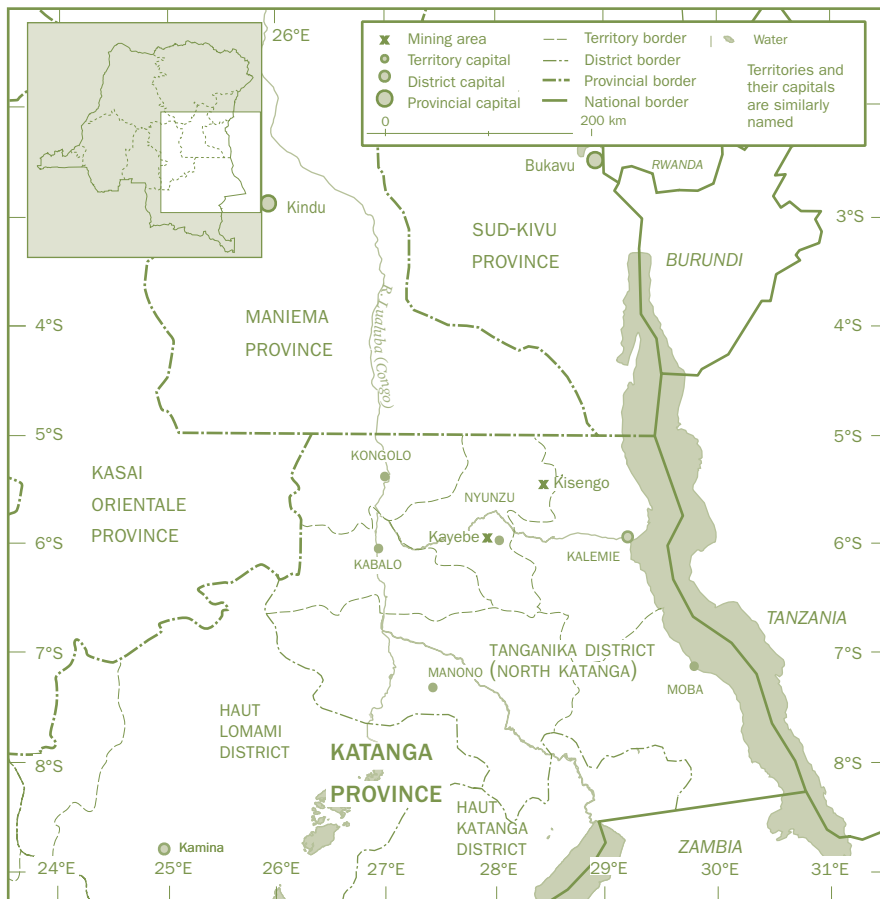 26°E
Mining area
Territory capital
District capital
Provincial capital
0
200 km
Territory border
District border
Provincial border
National border
Water
Territories and
their capitals
are similarly
named
Bukavu
RWANDA
Kindu
3°S
SUD-KIVU
PROVINCE
BURUNDI
R. Lualuba (Congo)
4°S
4°S
MANIEMA
PROVINCE
5°S
5°S
KONGOLO
KASAI
ORIENTALE
PROVINCE
NYUNZU
Kisengo
Kayebe
6°S
6°S
KABALO
KALEMIE
TANZANIA
7°S
7°S
TANGANIKA DISTRICT
(NORTH KATANGA)
MANONO
MOBA
HAUT
LOMAMI
DISTRICT
KATANGA
PROVINCE
8°S
8°S
HAUT
KATANGA
DISTRICT
Kamina
ZAMBIA
24°E
25°E
26°E
27°E
28°E
29°E
30°E
31°E